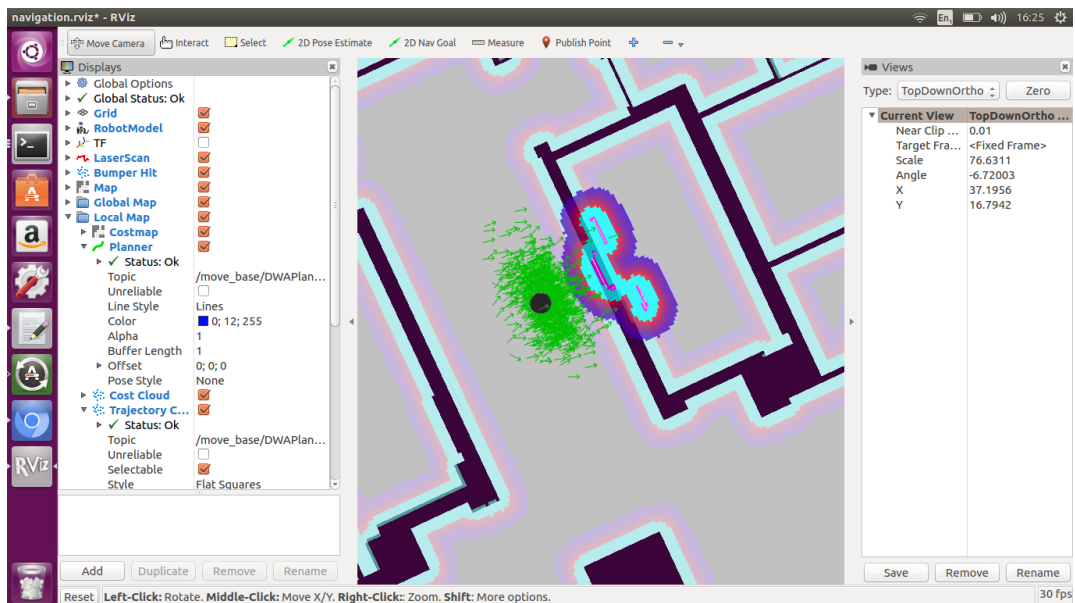 navigation.rviz* - RViz
En
16:25
Move Camera
Interact
Select
2D Pose Estimate
2D Nav Goal
Measure
Publish Point
Displays
Global Options
Global Status: Ok
Grid
RobotModel
TF
LaserScan
Bumper Hit
Map
Global Map
Local Map
Costmap
Planner
Status: Ok
Topic /move_base/DWAPlan...
Unreliable
Line Style Lines
Color 0; 12; 255
Alpha 1
Buffer Length 1
Offset 0; 0; 0
Pose Style None
Cost Cloud
Trajectory C...
Status: Ok
Topic /move_base/DWAPlan...
Unreliable
Selectable
Style Flat Squares
Add Duplicate Remove Rename
Views
Type: TopDownOrtho Zero
Current View TopDownOrtho ...
Near Clip ... 0.01
Target Fra... <Fixed Frame>
Scale 76.6311
Angle -6.72003
X 37.1956
Y 16.7942
Save Remove Rename
Reset Left-Click: Rotate. Middle-Click: Move X/Y. Right-Click:: Zoom. Shift: More options.
30 fps
RViz